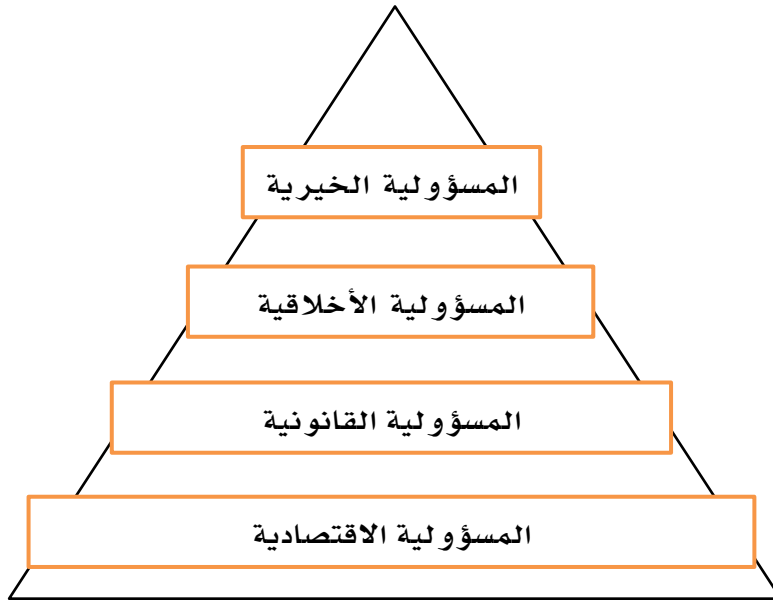 المسؤولية الخيرية
المسؤولية الأخلاقية
المسؤولية القانونية
المسؤولية الاقتصادية